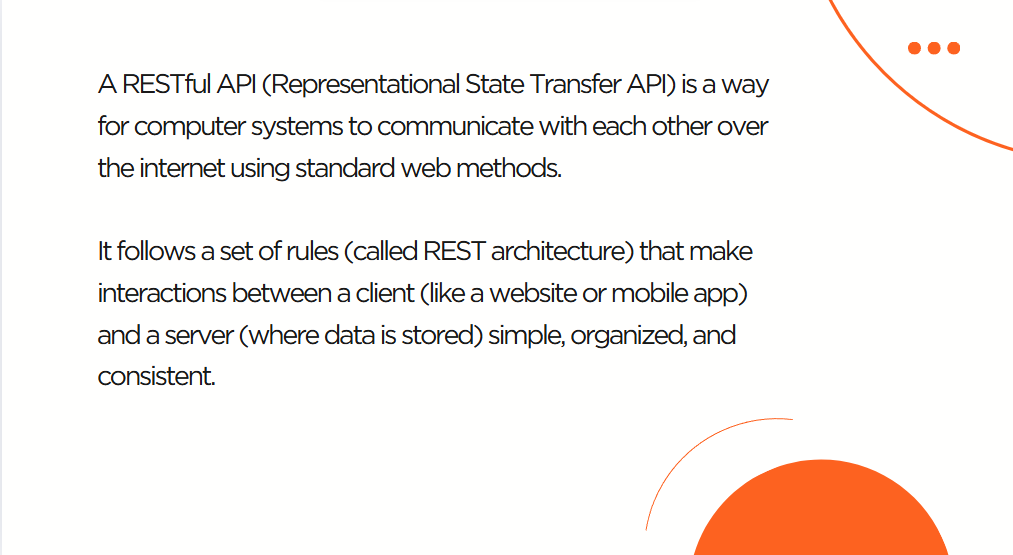 A RESTful API (Representational State Transfer API) is a way
for computer systems to communicate with each other over
the internet using standard web methods.
It follows a set of rules (called REST architecture) that make
interactions between a client (like a website or mobile app)
and a server (where data is stored) simple, organized, and
consistent.